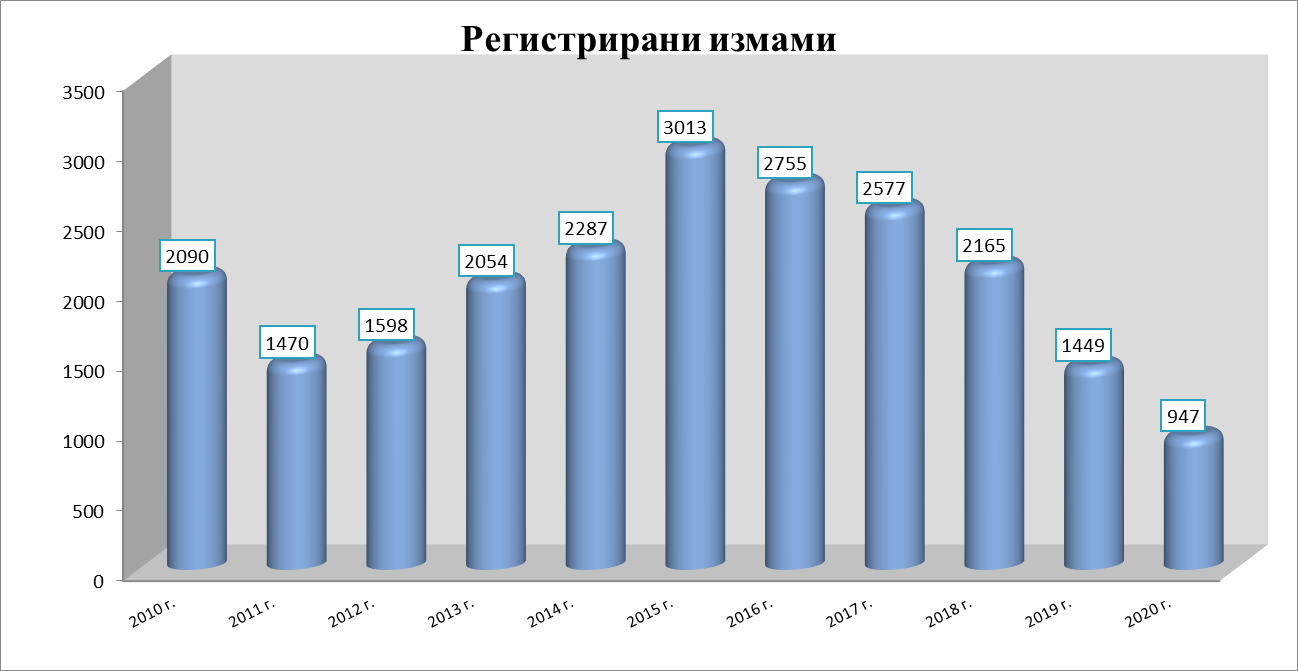 Регистрирани измами
3500
3000
2500
2000
1500
1000
500
0
2090
1470
1598
2054
2287
3013
2755
2577
2165
1449
947
2010 г.
2011 г.
2012 г.
2013 г.
2014 г.
2015 г.
2016 г.
2017 г.
2018 г.
2019 г.
2020 г.